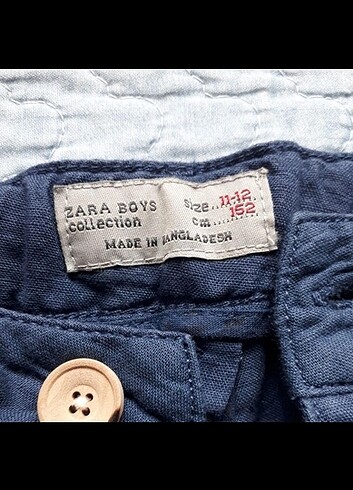 ZARA BOYS
collection
size... 11-12
cm... 152
MADE IN BANGLADESH